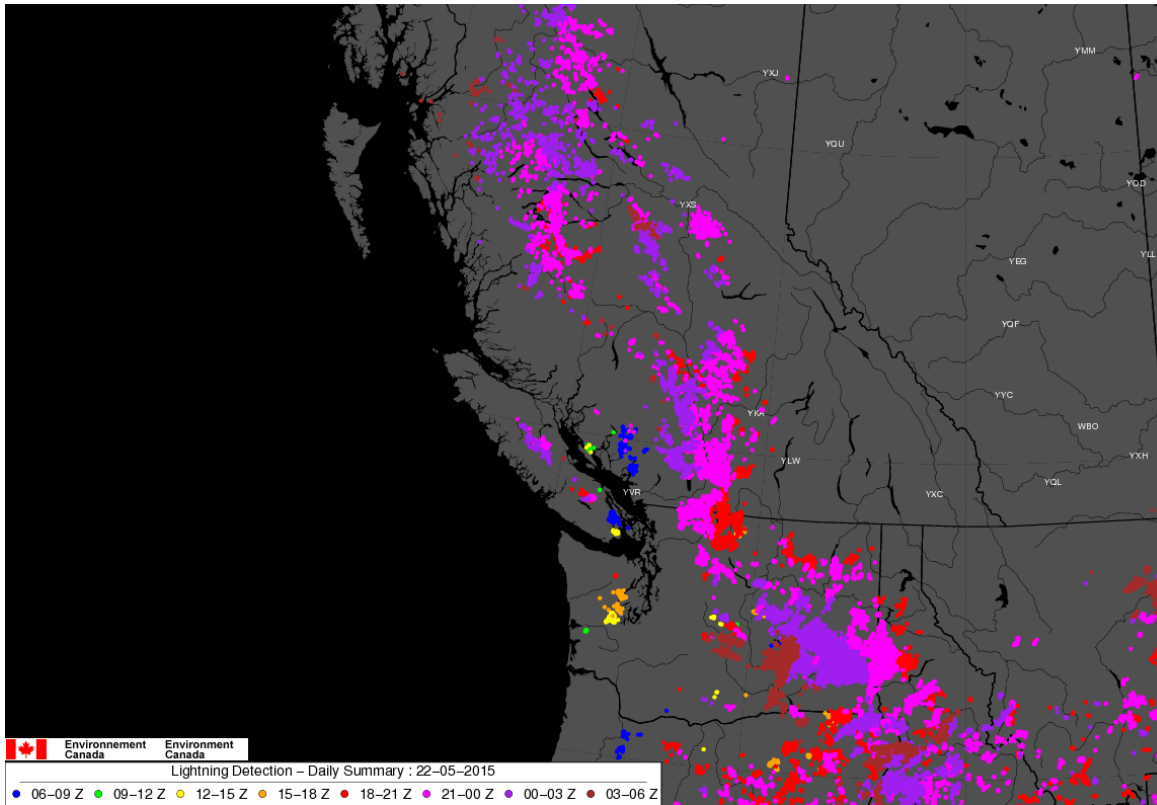 YMM
YXJ
YQU
YOD
YXS
YEG
YLL
YQF
YYC
YKA
WBO
YLW
YXH
YQL
YVR
YXC
Environnement Canada
Environment Canada
Lightning Detection – Daily Summary : 22–05–2015
06–09 Z 09–12 Z 12–15 Z 15–18 Z 18–21 Z 21–00 Z 00–03 Z 03–06 Z